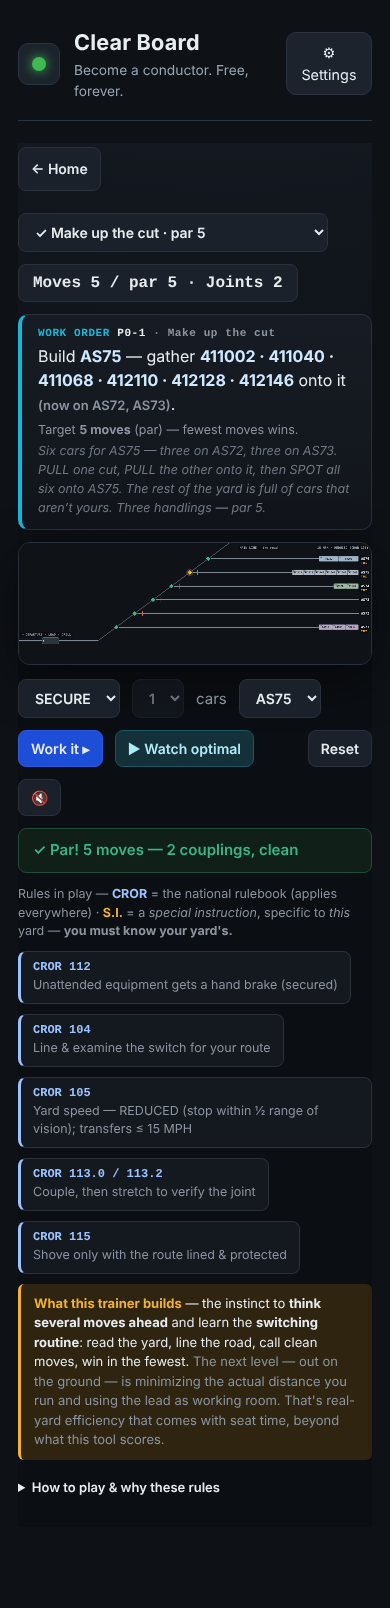 Clear Board
Become a conductor. Free,
forever.
⚙
Settings
← Home
✓ Make up the cut · par 5
Moves 5 / par 5 · Joints 2
WORK ORDER P0-1 · Make up the cut
Build AS75 — gather 411002 · 411040 ·
411068 · 412110 · 412128 · 412146 onto it
(now on AS72, AS73).
Target 5 moves (par) — fewest moves wins.
Six cars for AS75 — three on AS72, three on AS73.
PULL one cut, PULL the other onto it, then SPOT all
six onto AS75. The rest of the yard is full of cars that
aren't yours. Three handlings — par 5.
SECURE 1 cars AS75
Work it ▸ ▶ Watch optimal Reset
✓ Par! 5 moves — 2 couplings, clean
Rules in play — CROR = the national rulebook (applies
everywhere) · S.I. = a special instruction, specific to this
yard — you must know your yard's.
CROR 112
Unattended equipment gets a hand brake (secured)
CROR 104
Line & examine the switch for your route
CROR 105
Yard speed — REDUCED (stop within ½ range of
vision); transfers ≤ 15 MPH
CROR 113.0 / 113.2
Couple, then stretch to verify the joint
CROR 115
Shove only with the route lined & protected
What this trainer builds — the instinct to think
several moves ahead and learn the switching
routine: read the yard, line the road, call clean
moves, win in the fewest. The next level — out on
the ground — is minimizing the actual distance you
run and using the lead as working room. That's real-
yard efficiency that comes with seat time, beyond
what this tool scores.
▶ How to play & why these rules